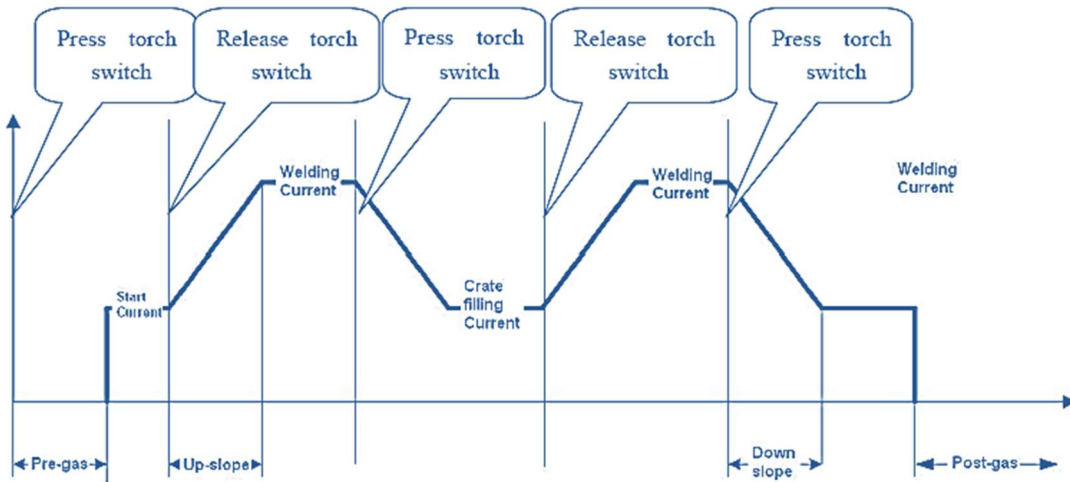 Press torch
switch
Release torch
switch
Press torch
switch
Release torch
switch
Press torch
switch
Welding
Current
Welding
Current
Welding
Current
Start
Current
Crate
filling
Current
Pre-gas
Up-slope
Down
slope
Post-gas